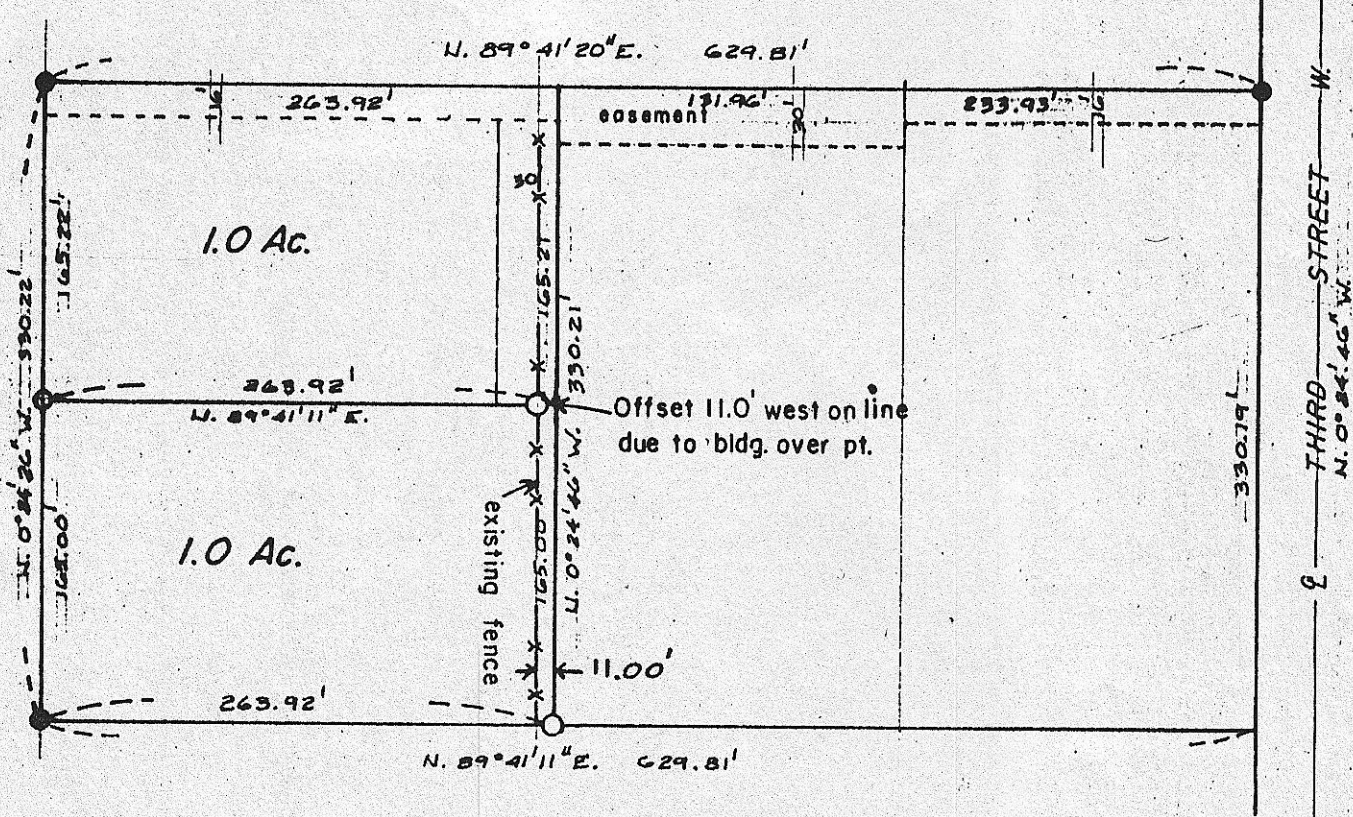 N. 89°41'20"E. 629.81'
263.92'
131.96'
233.93'
16
easement
20
16
30
165.22'
1.0 Ac.
165.21
330.21'
N. 0°24'26" W. 330.22'
263.92'
N. 89°41'11" E.
Offset 11.0' west on line
due to bldg. over pt.
165.00'
1.0 Ac.
existing fence
165.00
N. 0°24'46" W.
11.00'
330.19'
THIRD STREET W.
N. 0°24'46" W.
263.92'
N. 89°41'11"E. 629.81'